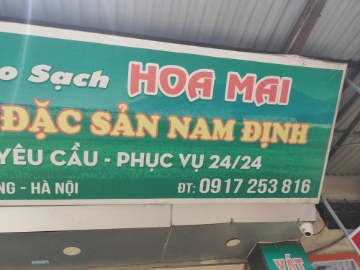 o Sạch HOA MAI
ĐẶC SẢN NAM ĐỊNH
YÊU CẦU - PHỤC VỤ 24/24
NG - HÀ NỘI ĐT: 0917 253 816
VÁT